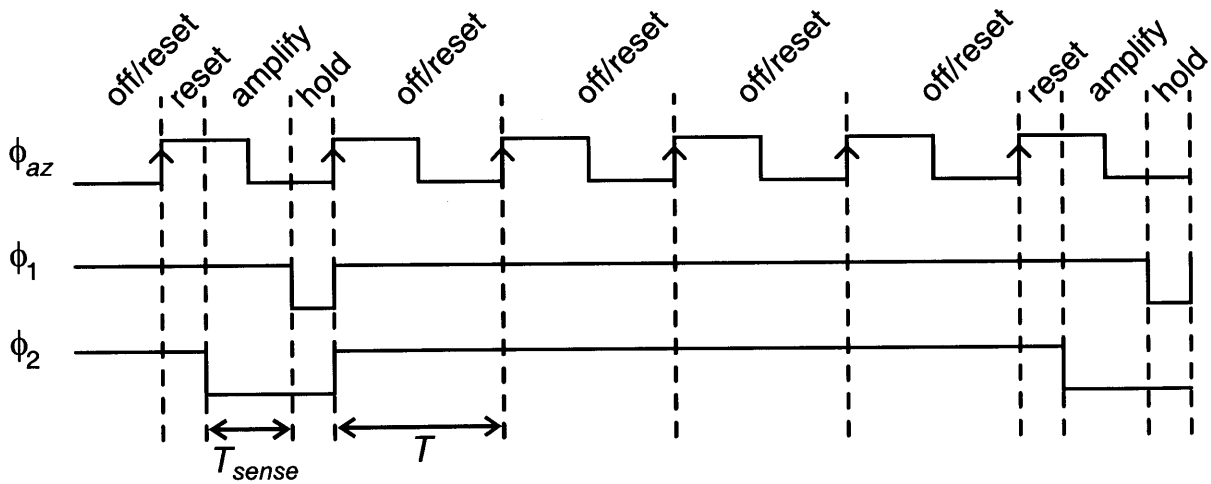 off/reset reset amplify hold off/reset off/reset off/reset off/reset reset amplify hold
ϕaz
ϕ1
ϕ2
Tsense T